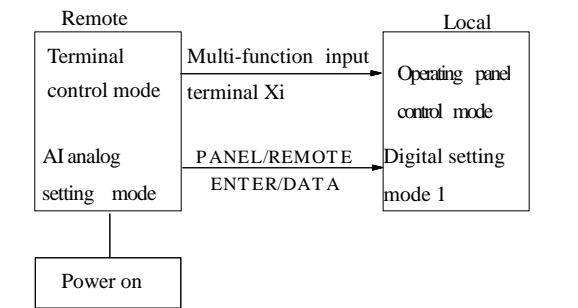 Remote
Local
Terminal
control mode
Multi-function input
terminal Xi
Operating panel
control mode
AI analog
setting mode
PANEL/REMOTE
ENTER/DATA
Digital setting
mode 1
Power on